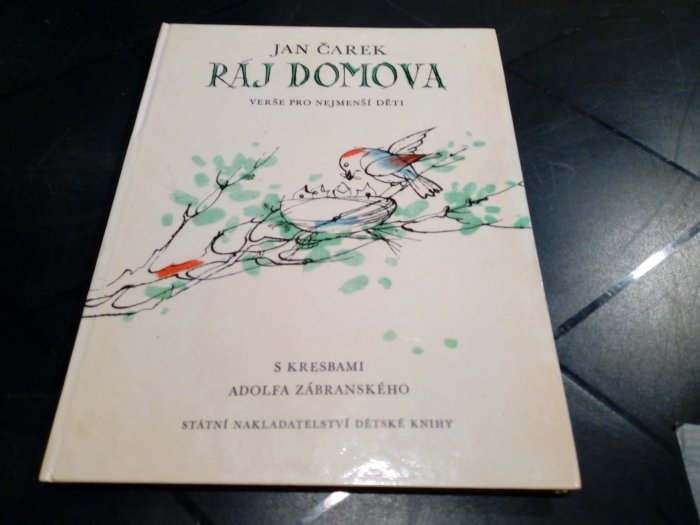 JAN ČAREK
RÁJ DOMOVA
VERŠE PRO NEJMENŠÍ DĚTI
S KRESBAMI
ADOLFA ZÁBRANSKÉHO
STÁTNÍ NAKLADATELSTVÍ DĚTSKÉ KNIHY